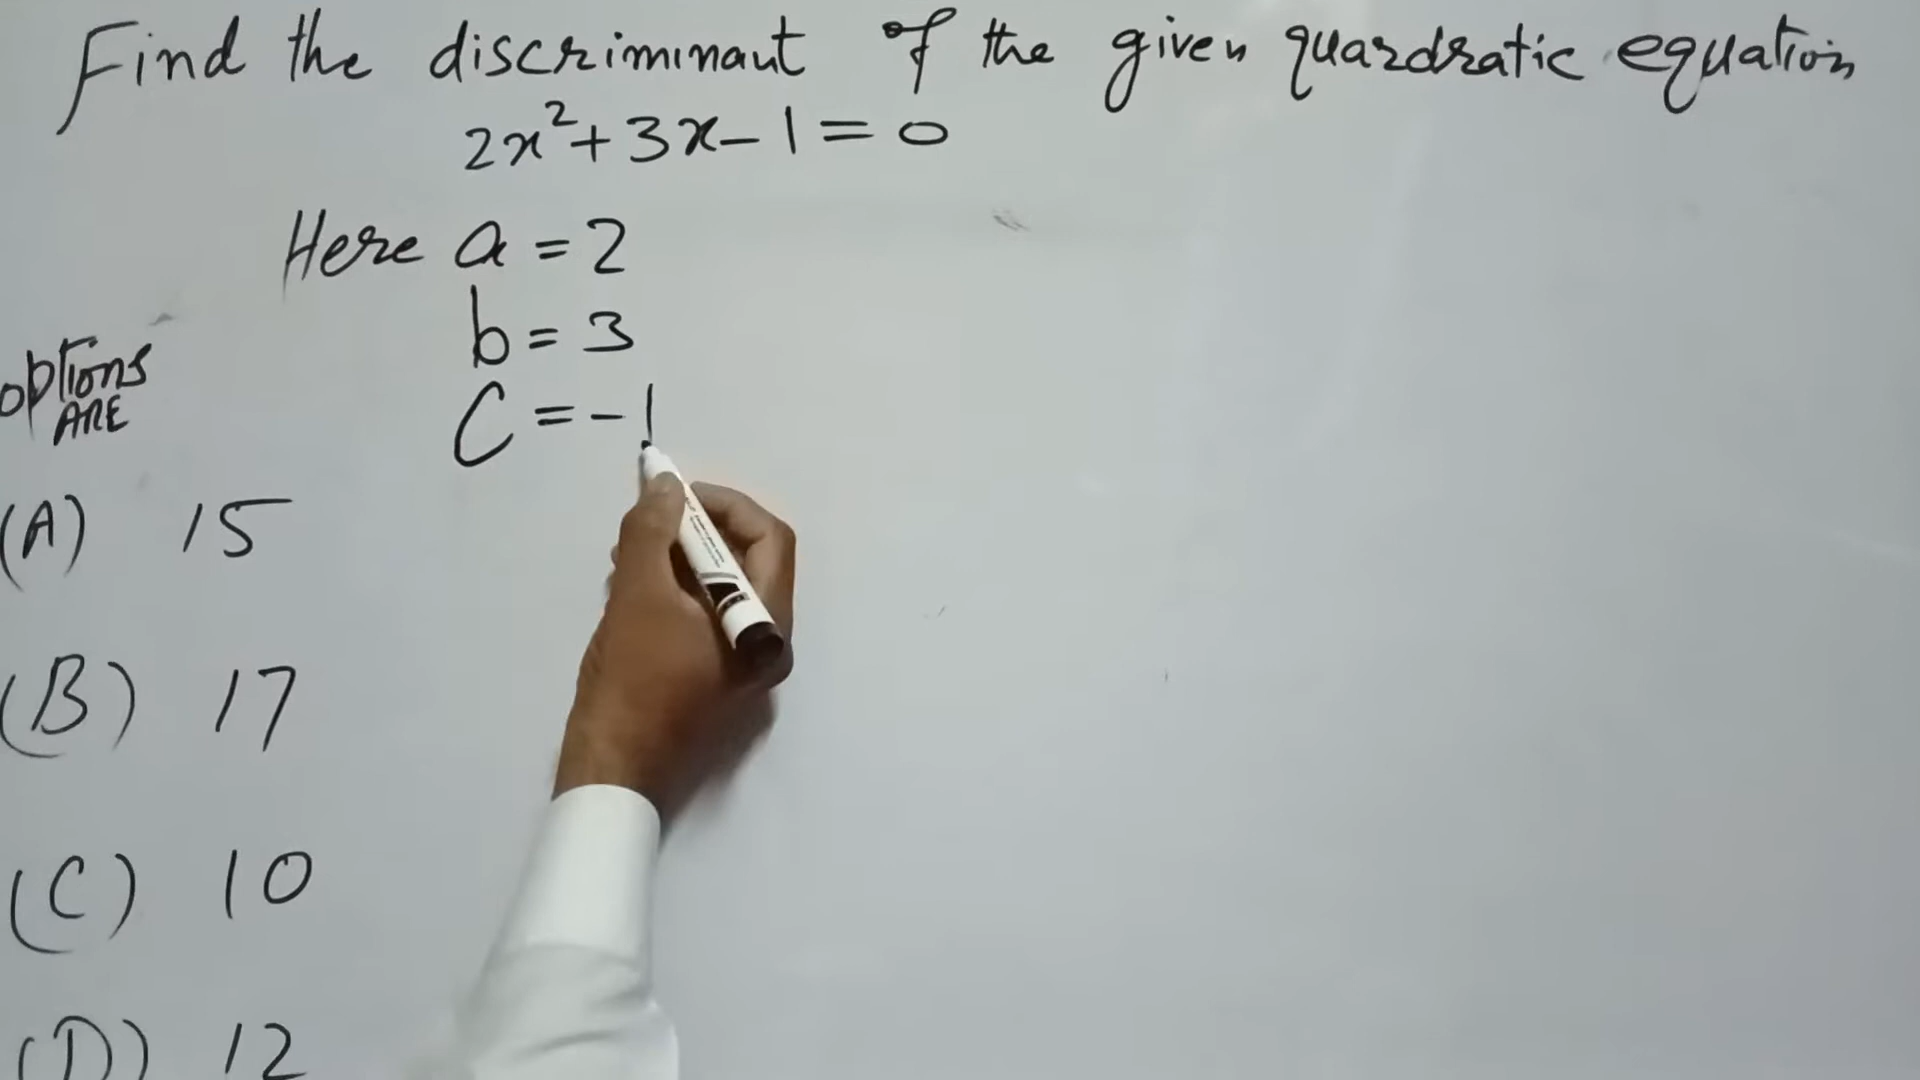 Find the discriminant of the given quardratic equation
2x²+3x-1=0
Here a=2
b=3
C=-1
options
ARE
(A) 15
(B) 17
(C) 10
(D) 12